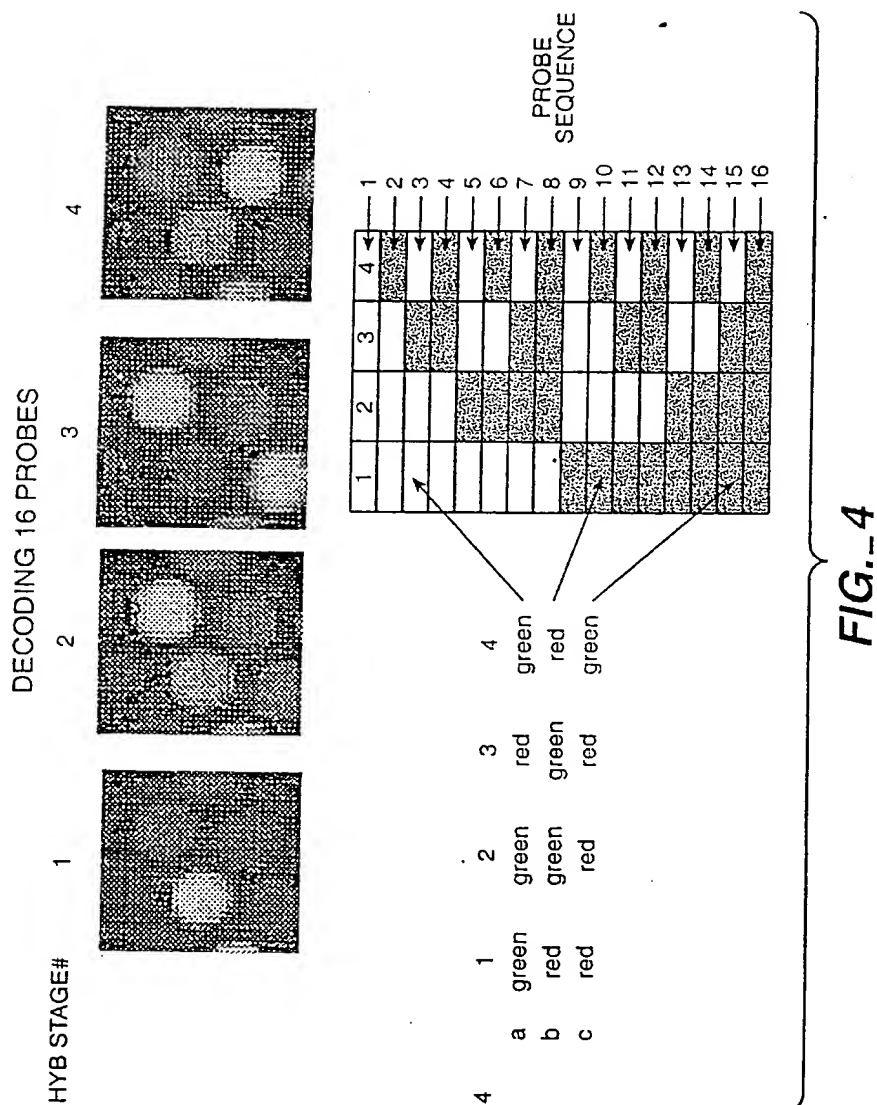 DECODING 16 PROBES
HYB STAGE#
1 2 3 4
4 1 2 3 4
a green green red green
b red green green red
c red red red green
1 2 3 4
1
2
3
4
5
6
7
8
9
10
11
12
13
14
15
16
PROBE
SEQUENCE
FIG._4